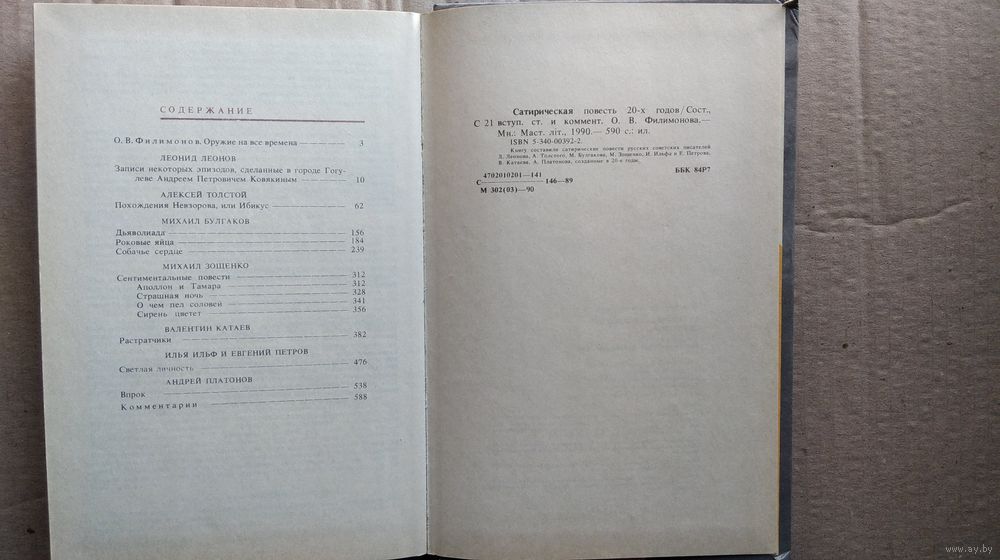 СОДЕРЖАНИЕ
О. В. Филимонов. Оружие на все времена 3
ЛЕОНИД ЛЕОНОВ
Записи некоторых эпизодов, сделанные в городе Гогу-
леве Андреем Петровичем Ковякиным 10
АЛЕКСЕЙ ТОЛСТОЙ
Похождения Невзорова, или Ибикус 62
МИХАИЛ БУЛГАКОВ
Дьяволиада 156
Роковые яйца 184
Собачье сердце 239
МИХАИЛ ЗОЩЕНКО
Сентиментальные повести 312
Аполлон и Тамара 312
Страшная ночь 328
О чем пел соловей 341
Сирень цветет 356
ВАЛЕНТИН КАТАЕВ
Растратчики 382
ИЛЬЯ ИЛЬФ И ЕВГЕНИЙ ПЕТРОВ
Светлая личность 476
АНДРЕЙ ПЛАТОНОВ
Впрок 538
Комментарии 588
Сатирическая повесть 20-х годов/Сост.,
С 21 вступ. ст. и коммент. О. В. Филимонова.—
Мн.: Маст. літ., 1990.— 590 с.: ил.
ISBN 5-340-00392-2.
Книгу составили сатирические повести русских советских писателей
Л. Леонова, А. Толстого, М. Булгакова, М. Зощенко, И. Ильфа и Е. Петрова,
В. Катаева, А. Платонова, созданные в 20-е годы.
4702010201—141
С 146—89
М 302(03)—90
ББК 84Р7
www.ay.by